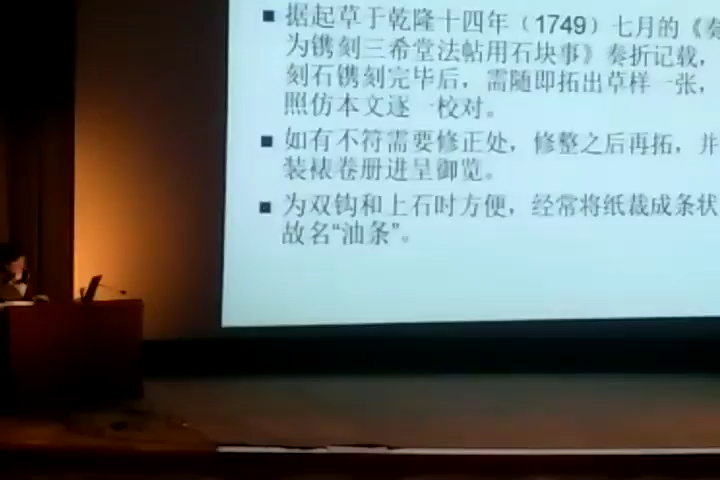 ■ 据起草于乾隆十四年（1749）七月的《奏
为镌刻三希堂法帖用石块事》奏折记载，
刻石镌刻完毕后，需随即拓出草样一张，
照仿本文逐一校对。
■ 如有不符需要修正处，修整之后再拓，并
装裱卷册进呈御览。
■ 为双钩和上石时方便，经常将纸裁成条状
故名“油条”。